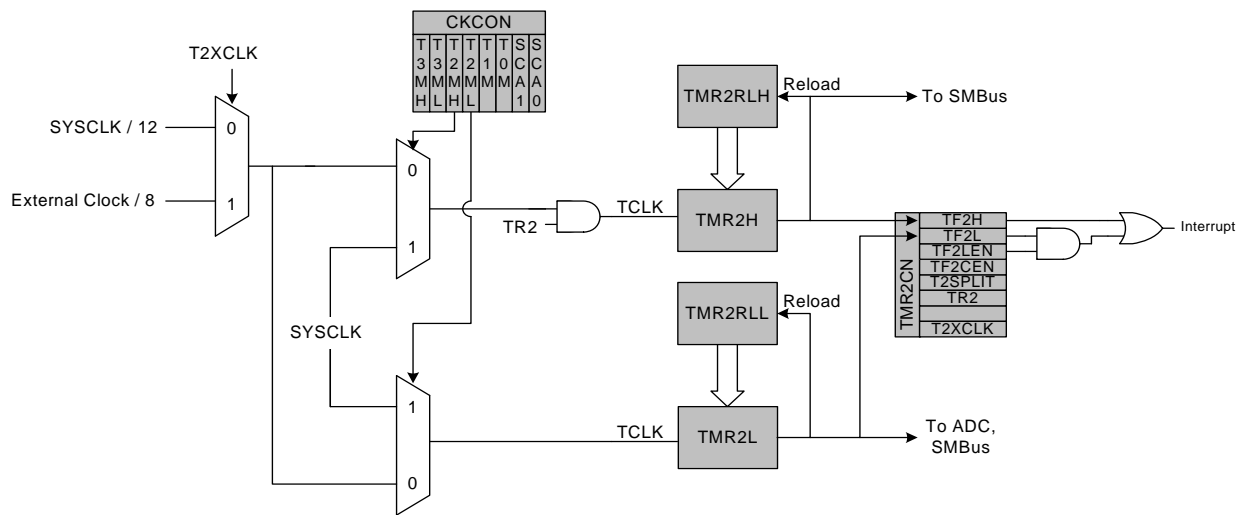 CKCON
T3MH
T3ML
T2MH
T2ML
T1M
T0M
SCA1
SCA0
T2XCLK
SYSCLK / 12
0
External Clock / 8
1
0
1
TR2
TCLK
TMR2RLH
Reload
To SMBus
TMR2H
TMR2CN
TF2H
TF2L
TF2LEN
TF2CEN
T2SPLIT
TR2
T2XCLK
Interrupt
SYSCLK
TMR2RLL
Reload
1
0
TCLK
TMR2L
To ADC,
SMBus